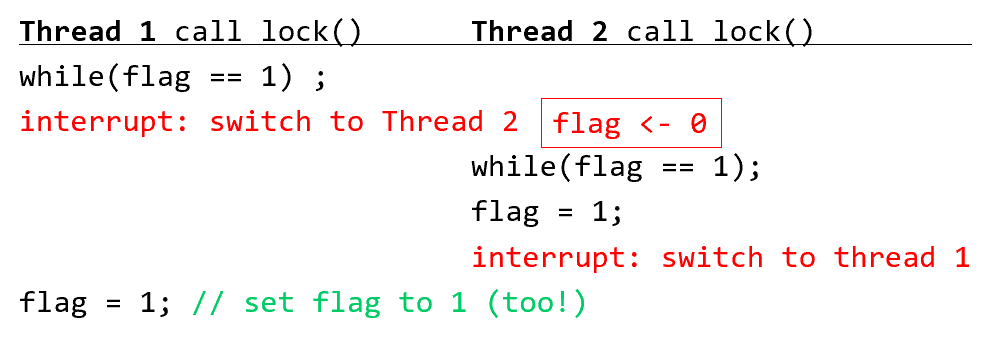 Thread 1 call lock() Thread 2 call lock()
while(flag == 1) ;
interrupt: switch to Thread 2 flag <- 0
while(flag == 1);
flag = 1;
interrupt: switch to thread 1
flag = 1; // set flag to 1 (too!)